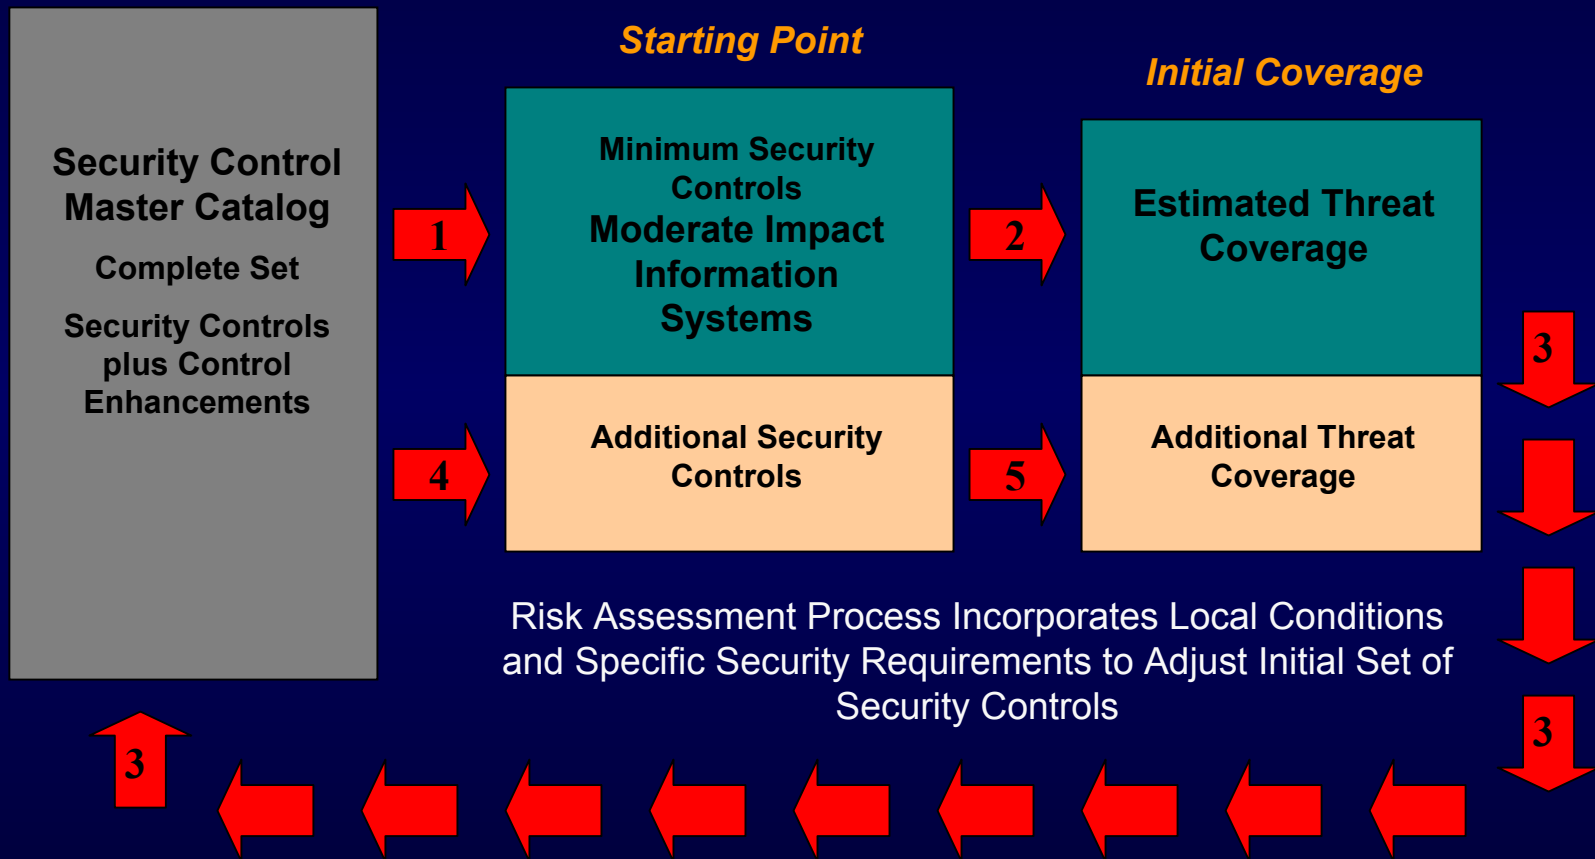 Security Control
Master Catalog
Complete Set
Security Controls
plus Control
Enhancements
Starting Point
Initial Coverage
1
Minimum Security
Controls
Moderate Impact
Information
Systems
2
Estimated Threat
Coverage
3
4
Additional Security
Controls
5
Additional Threat
Coverage
Risk Assessment Process Incorporates Local Conditions
and Specific Security Requirements to Adjust Initial Set of
Security Controls
3
3